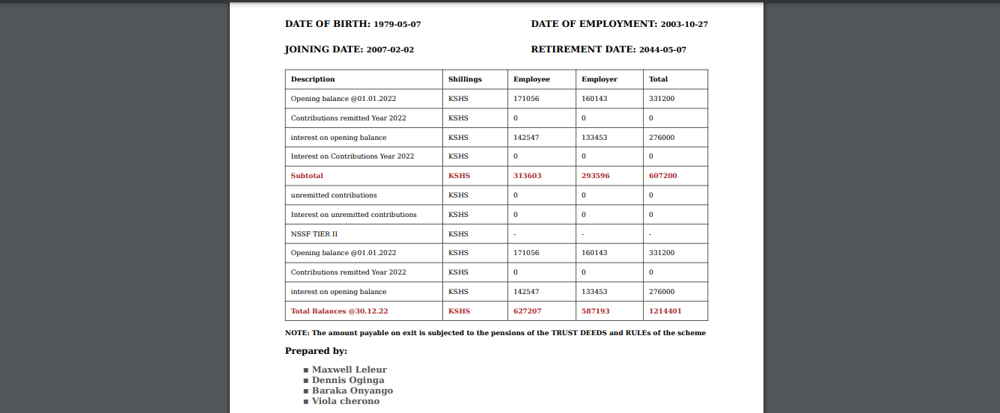 DATE OF BIRTH: 1979-05-07 DATE OF EMPLOYMENT: 2003-10-27
JOINING DATE: 2007-02-02 RETIREMENT DATE: 2044-05-07
Description Shillings Employee Employer Total
Opening balance @01.01.2022 KSHS 171056 160143 331200
Contributions remitted Year 2022 KSHS 0 0 0
interest on opening balance KSHS 142547 133453 276000
Interest on Contributions Year 2022 KSHS 0 0 0
Subtotal KSHS 313603 293596 607200
unremitted contributions KSHS 0 0 0
Interest on unremitted contributions KSHS 0 0 0
NSSF TIER II KSHS - - -
Opening balance @01.01.2022 KSHS 171056 160143 331200
Contributions remitted Year 2022 KSHS 0 0 0
interest on opening balance KSHS 142547 133453 276000
Total Balances @30.12.22 KSHS 627207 587193 1214401
NOTE: The amount payable on exit is subjected to the pensions of the TRUST DEEDS and RULEs of the scheme
Prepared by:
▪ Maxwell Leleur
▪ Dennis Oginga
▪ Baraka Onyango
▪ Viola cherono